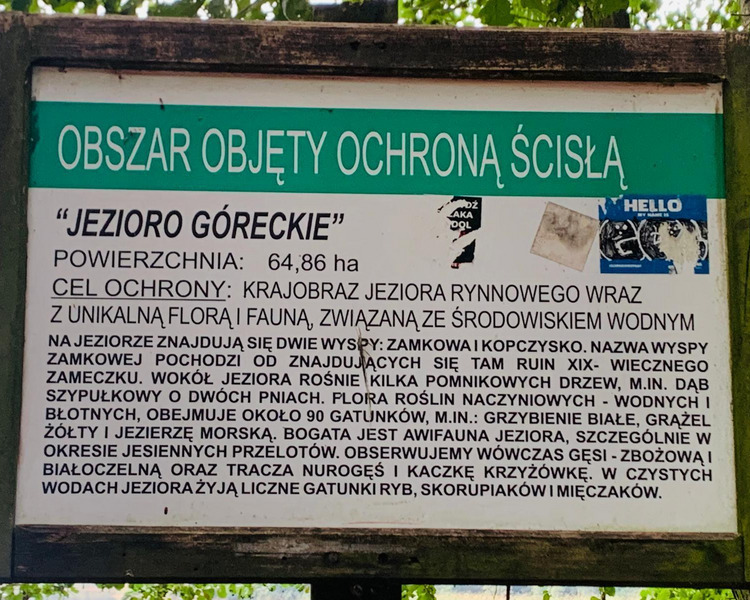 OBSZAR OBJĘTY OCHRONĄ ŚCISŁĄ
"JEZIORO GÓRECKIE"
HELLO
MY NAME IS
POWIERZCHNIA: 64,86 ha
CEL OCHRONY: KRAJOBRAZ JEZIORA RYNNOWEGO WRAZ
Z UNIKALNĄ FLORĄ I FAUNĄ, ZWIĄZANĄ ZE ŚRODOWISKIEM WODNYM
NA JEZIORZE ZNAJDUJĄ SIĘ DWIE WYSPY: ZAMKOWA I KOPCZYSKO. NAZWA WYSPY
ZAMKOWEJ POCHODZI OD ZNAJDUJĄCYCH SIĘ TAM RUIN XIX- WIECZNEGO
ZAMECZKU. WOKÓŁ JEZIORA ROŚNIE KILKA POMNIKOWYCH DRZEW, M.IN. DĄB
SZYPUŁKOWY O DWÓCH PNIACH. FLORA ROŚLIN NACZYNIOWYCH - WODNYCH I
BŁOTNYCH, OBEJMUJE OKOŁO 90 GATUNKÓW, M.IN.: GRZYBIENIE BIAŁE, GRĄŻEL
ŻÓŁTY I JEZIERZĘ MORSKĄ. BOGATA JEST AWIFAUNA JEZIORA, SZCZEGÓLNIE W
OKRESIE JESIENNYCH PRZELOTÓW. OBSERWUJEMY WÓWCZAS GĘSI - ZBOŻOWĄ I
BIAŁOCZELNĄ ORAZ TRACZA NUROGĘŚ I KACZKĘ KRZYŻÓWKĘ. W CZYSTYCH
WODACH JEZIORA ŻYJĄ LICZNE GATUNKI RYB, SKORUPIAKÓW I MIĘCZAKÓW.